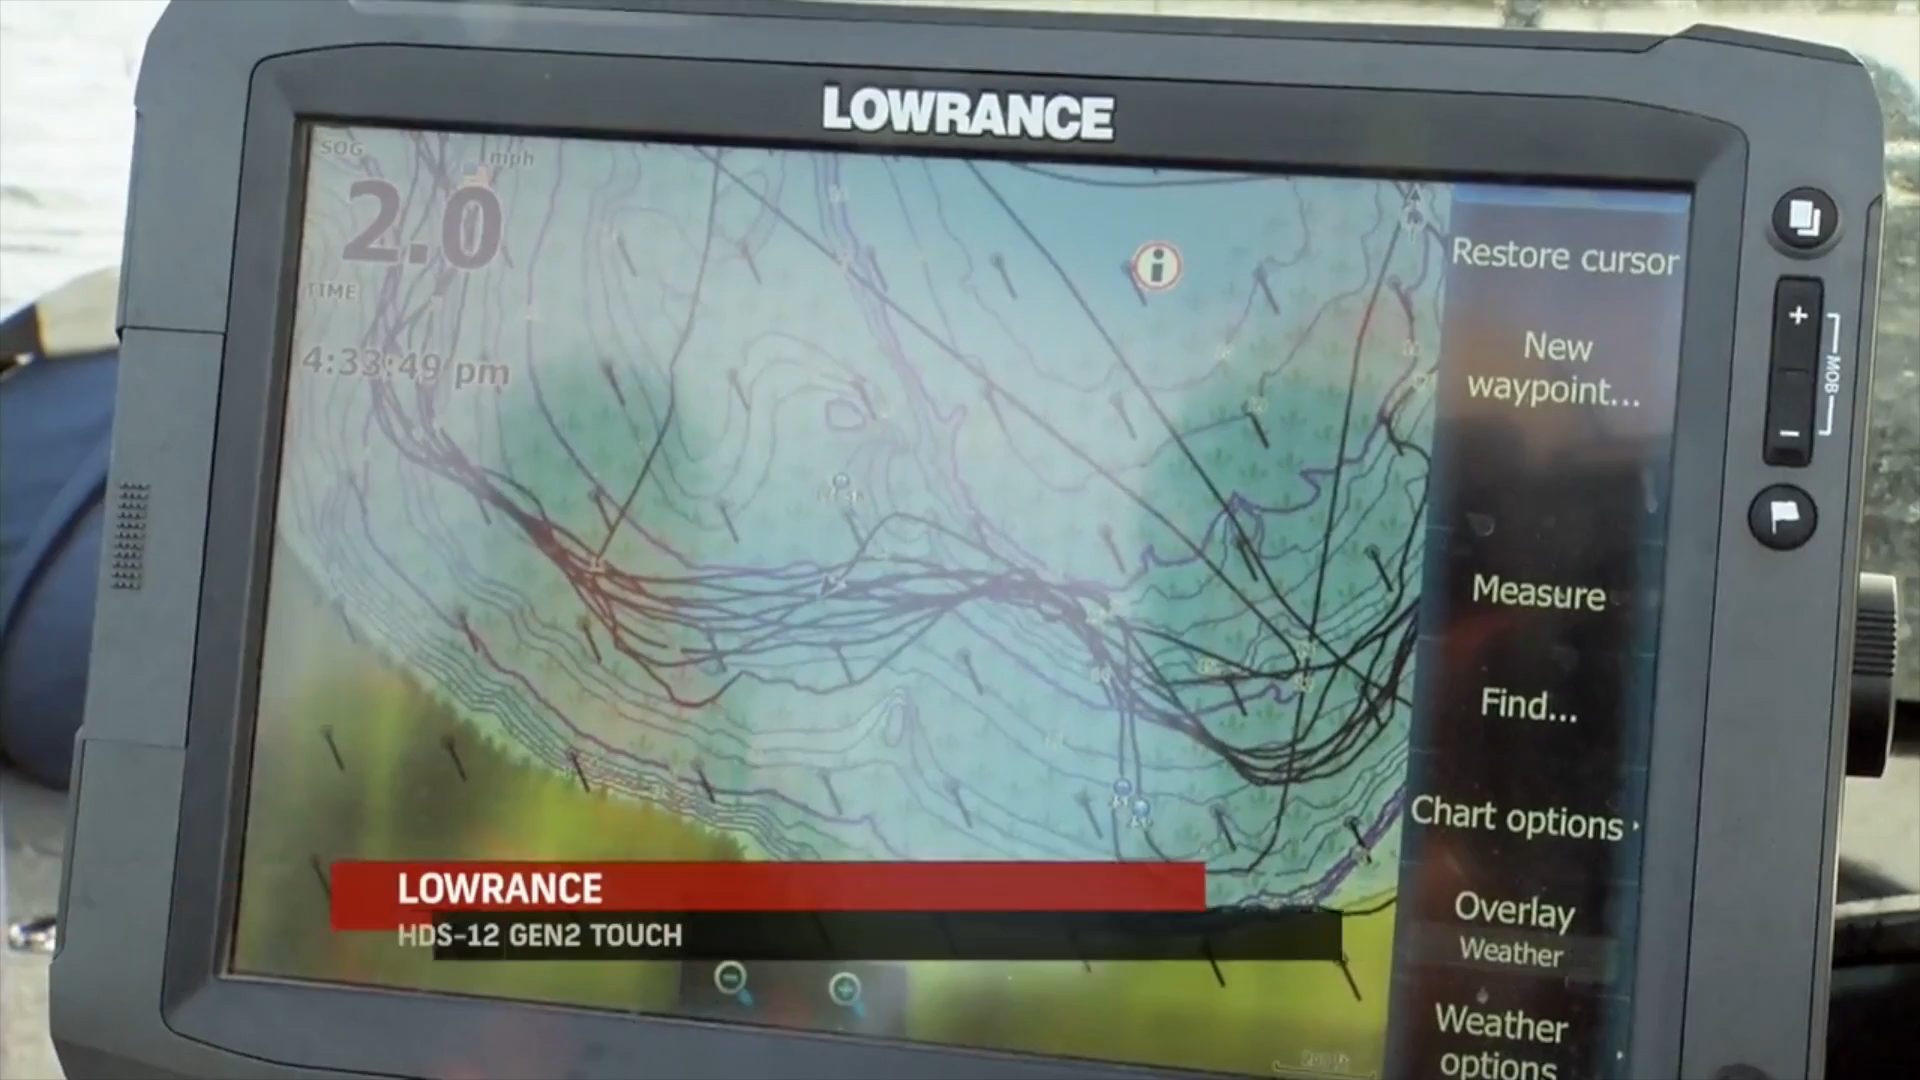 LOWRANCE
SOG
mph
2.0
TIME
4:33:49 pm
Restore cursor
New
waypoint...
Measure
Find...
Chart options
Overlay
Weather
Weather
options
+
-
MOB
LOWRANCE
HDS-12 GEN2 TOUCH